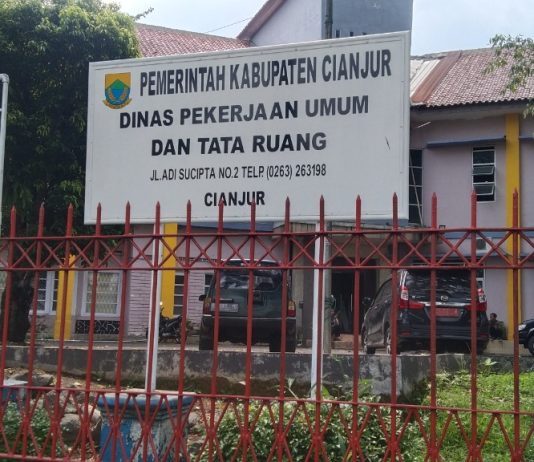 PEMERINTAH KABUPATEN CIANJUR
DINAS PEKERJAAN UMUM
DAN TATA RUANG
JL.ADI SUCIPTA NO.2 TELP.(0263) 263198
CIANJUR